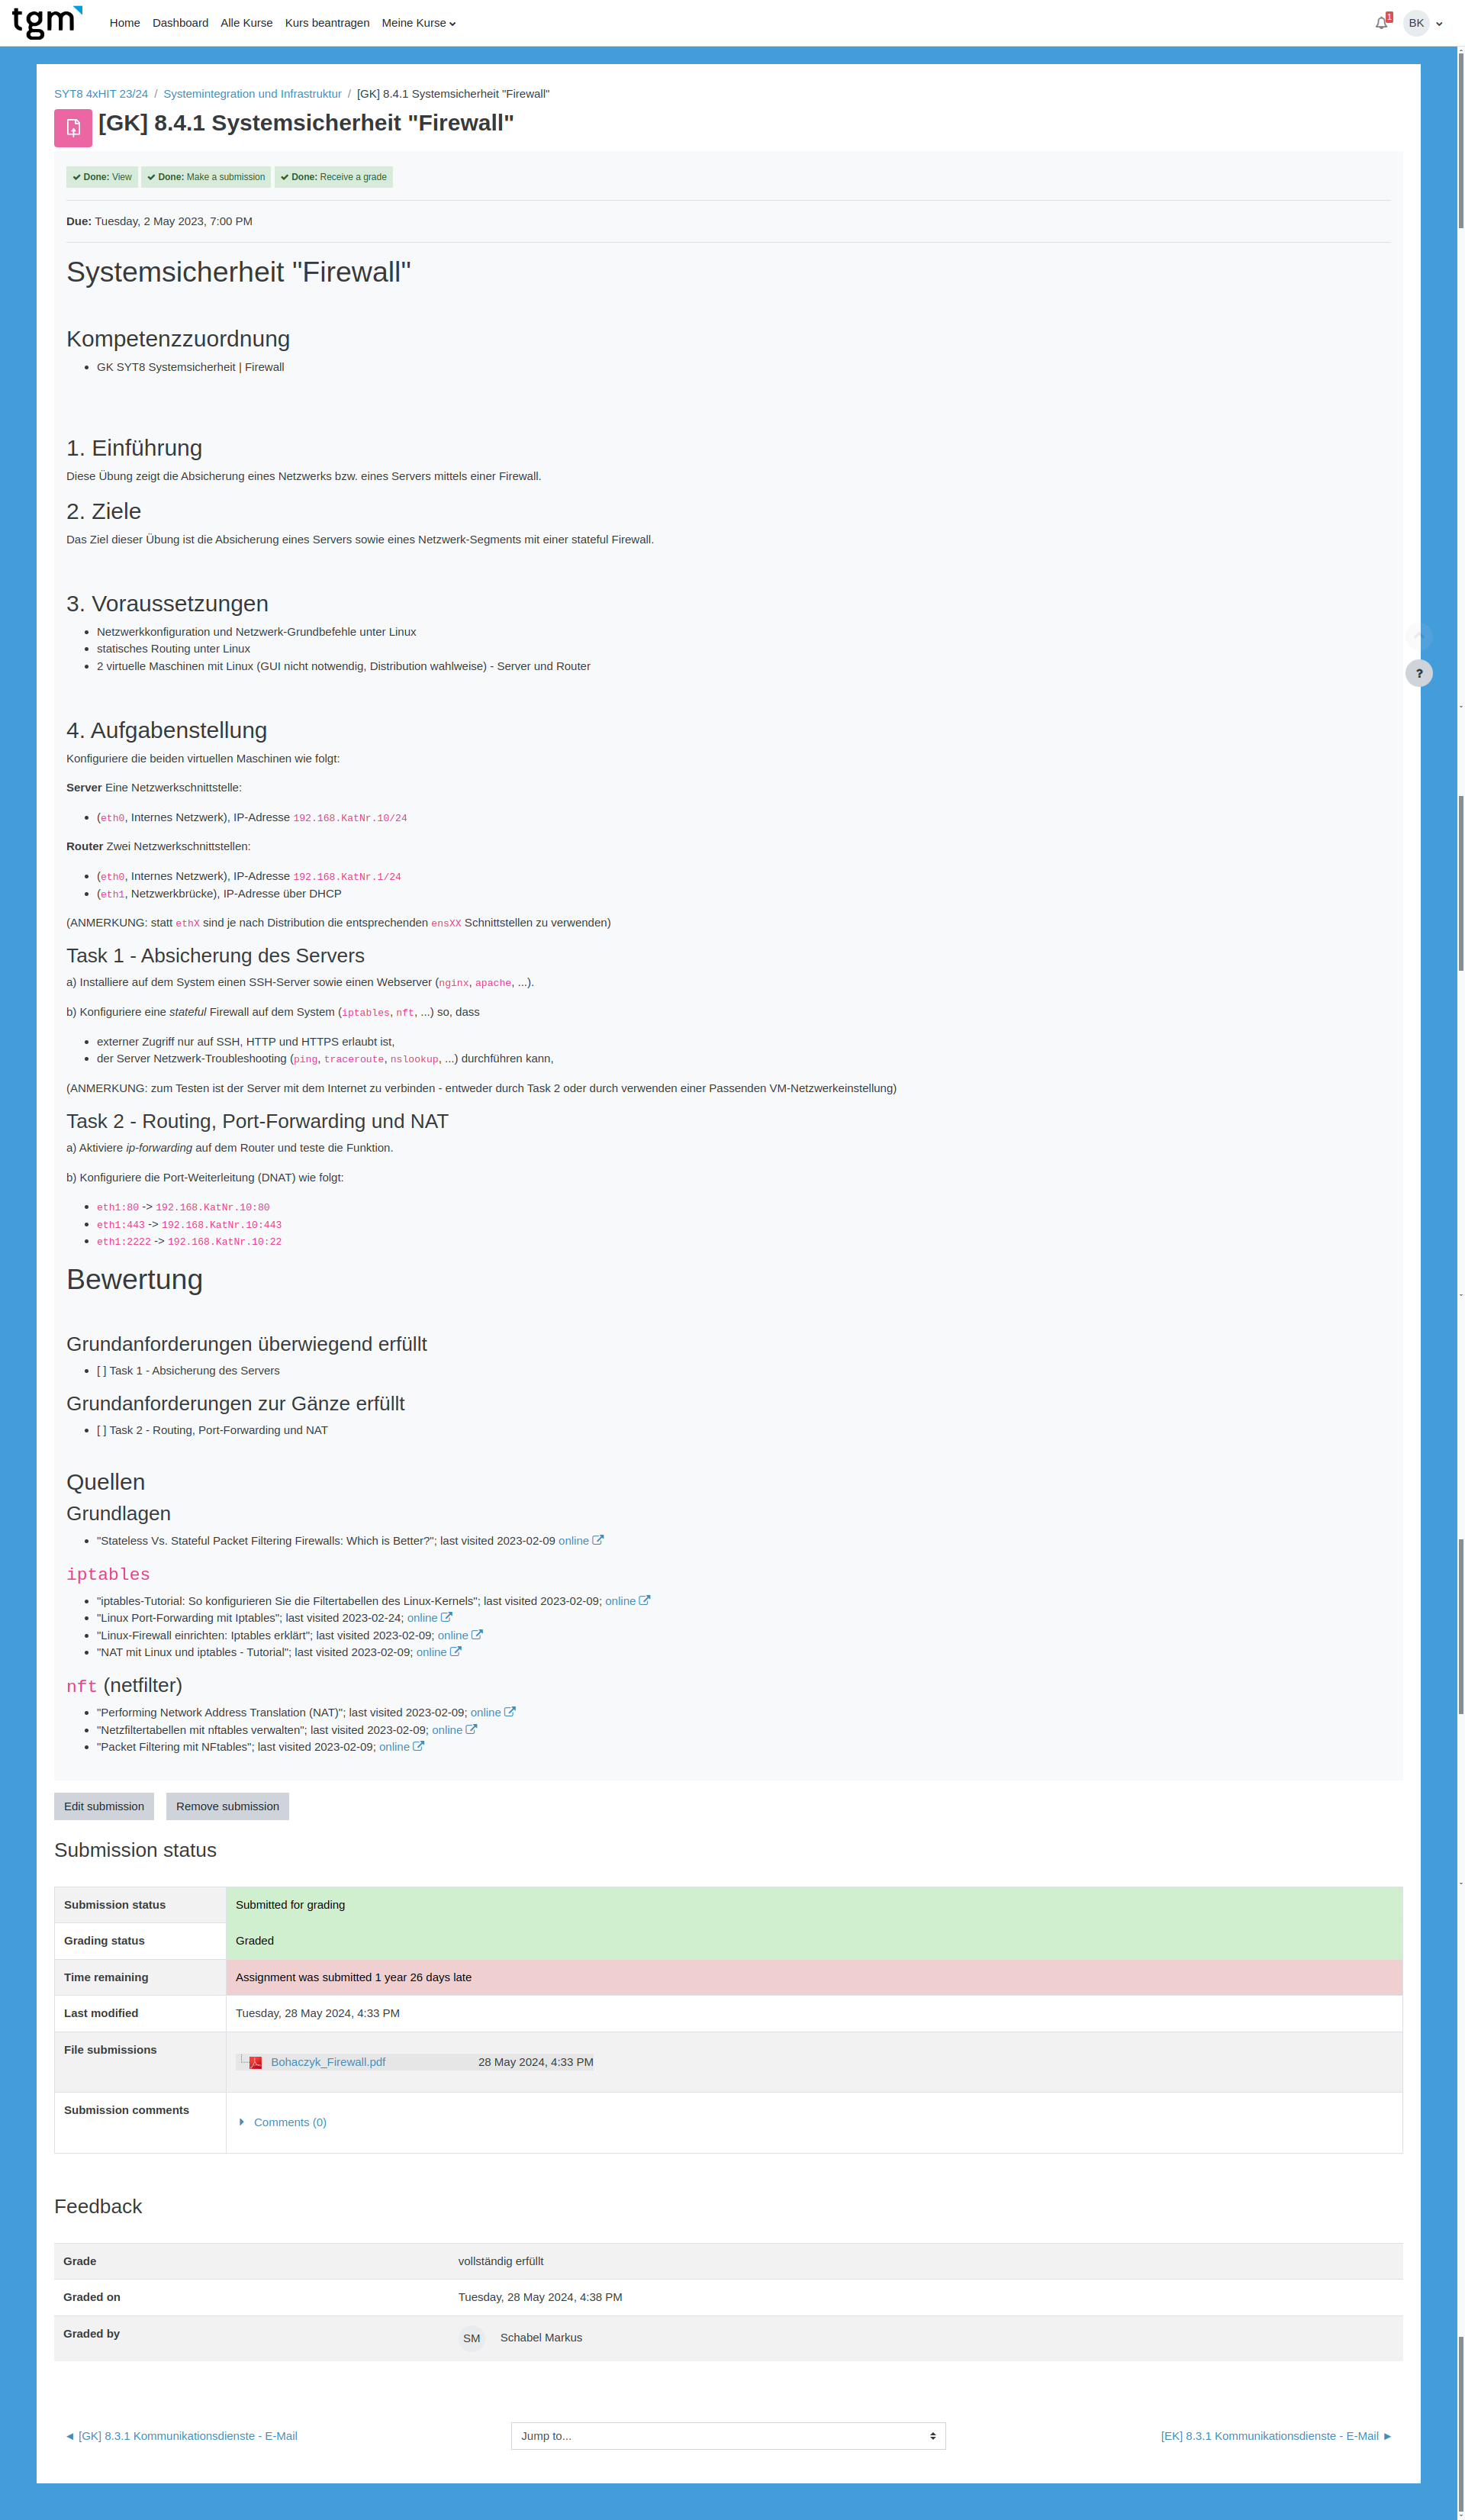 tgm
Home Dashboard Alle Kurse Kurs beantragen Meine Kurse
1
BK
SYT8 4xHIT 23/24 / Systemintegration und Infrastruktur / [GK] 8.4.1 Systemsicherheit "Firewall"
[GK] 8.4.1 Systemsicherheit "Firewall"
Done: View Done: Make a submission Done: Receive a grade
Due: Tuesday, 2 May 2023, 7:00 PM
Systemsicherheit "Firewall"
Kompetenzzuordnung
• GK SYT8 Systemsicherheit | Firewall
1. Einführung
Diese Übung zeigt die Absicherung eines Netzwerks bzw. eines Servers mittels einer Firewall.
2. Ziele
Das Ziel dieser Übung ist die Absicherung eines Servers sowie eines Netzwerk-Segments mit einer stateful Firewall.
3. Voraussetzungen
• Netzwerkkonfiguration und Netzwerk-Grundbefehle unter Linux
• statisches Routing unter Linux
• 2 virtuelle Maschinen mit Linux (GUI nicht notwendig, Distribution wahlweise) - Server und Router
?
4. Aufgabenstellung
Konfiguriere die beiden virtuellen Maschinen wie folgt:
Server Eine Netzwerkschnittstelle:
• (eth0, Internes Netzwerk), IP-Adresse 192.168.KatNr.10/24
Router Zwei Netzwerkschnittstellen:
• (eth0, Internes Netzwerk), IP-Adresse 192.168.KatNr.1/24
• (eth1, Netzwerkbrücke), IP-Adresse über DHCP
(ANMERKUNG: statt ethX sind je nach Distribution die entsprechenden ensXX Schnittstellen zu verwenden)
Task 1 - Absicherung des Servers
a) Installiere auf dem System einen SSH-Server sowie einen Webserver (nginx, apache, ...).
b) Konfiguriere eine stateful Firewall auf dem System (iptables, nft, ...) so, dass
• externer Zugriff nur auf SSH, HTTP und HTTPS erlaubt ist,
• der Server Netzwerk-Troubleshooting (ping, traceroute, nslookup, ...) durchführen kann,
(ANMERKUNG: zum Testen ist der Server mit dem Internet zu verbinden - entweder durch Task 2 oder durch verwenden einer Passenden VM-Netzwerkeinstellung)
Task 2 - Routing, Port-Forwarding und NAT
a) Aktiviere ip-forwarding auf dem Router und teste die Funktion.
b) Konfiguriere die Port-Weiterleitung (DNAT) wie folgt:
• eth1:80 -> 192.168.KatNr.10:80
• eth1:443 -> 192.168.KatNr.10:443
• eth1:2222 -> 192.168.KatNr.10:22
Bewertung
Grundanforderungen überwiegend erfüllt
• [ ] Task 1 - Absicherung des Servers
Grundanforderungen zur Gänze erfüllt
• [ ] Task 2 - Routing, Port-Forwarding und NAT
Quellen
Grundlagen
• "Stateless Vs. Stateful Packet Filtering Firewalls: Which is Better?"; last visited 2023-02-09 online
iptables
• "iptables-Tutorial: So konfigurieren Sie die Filtertabellen des Linux-Kernels"; last visited 2023-02-09; online
• "Linux Port-Forwarding mit Iptables"; last visited 2023-02-24; online
• "Linux-Firewall einrichten: Iptables erklärt"; last visited 2023-02-09; online
• "NAT mit Linux und iptables - Tutorial"; last visited 2023-02-09; online
nft (netfilter)
• "Performing Network Address Translation (NAT)"; last visited 2023-02-09; online
• "Netzfiltertabellen mit nftables verwalten"; last visited 2023-02-09; online
• "Packet Filtering mit NFtables"; last visited 2023-02-09; online
Edit submission Remove submission
Submission status
Submission status Submitted for grading
Grading status Graded
Time remaining Assignment was submitted 1 year 26 days late
Last modified Tuesday, 28 May 2024, 4:33 PM
File submissions Bohaczyk_Firewall.pdf 28 May 2024, 4:33 PM
Submission comments Comments (0)
Feedback
Grade vollständig erfüllt
Graded on Tuesday, 28 May 2024, 4:38 PM
Graded by SM Schabel Markus
◄ [GK] 8.3.1 Kommunikationsdienste - E-Mail Jump to... [EK] 8.3.1 Kommunikationsdienste - E-Mail ►